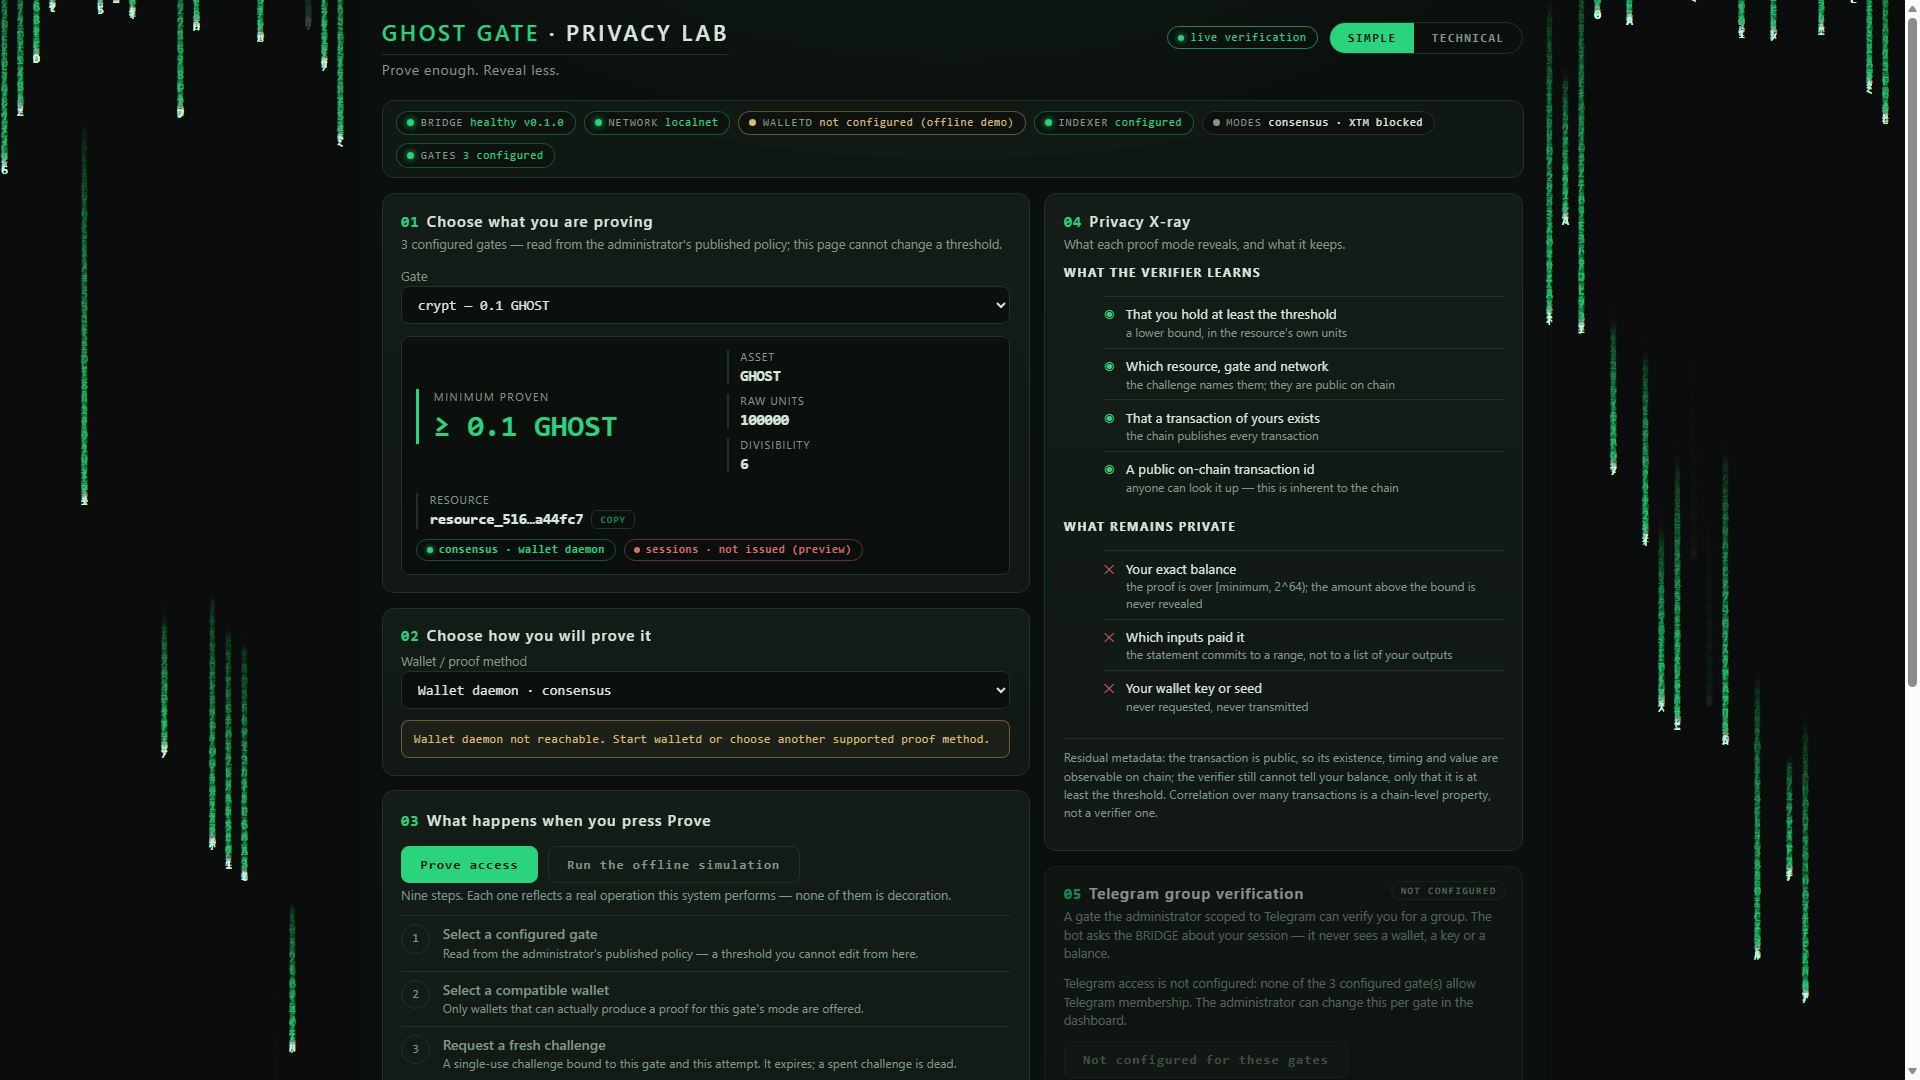 GHOST GATE · PRIVACY LAB
Prove enough. Reveal less.
live verification
SIMPLE
TECHNICAL
BRIDGE healthy v0.1.0
NETWORK localnet
WALLETD not configured (offline demo)
INDEXER configured
MODES consensus · XTM blocked
GATES 3 configured
01 Choose what you are proving
3 configured gates — read from the administrator's published policy; this page cannot change a threshold.
Gate
crypt — 0.1 GHOST
MINIMUM PROVEN
≥ 0.1 GHOST
ASSET
GHOST
RAW UNITS
100000
DIVISIBILITY
6
RESOURCE
resource_516…a44fc7
COPY
consensus · wallet daemon
sessions · not issued (preview)
02 Choose how you will prove it
Wallet / proof method
Wallet daemon · consensus
Wallet daemon not reachable. Start walletd or choose another supported proof method.
03 What happens when you press Prove
Prove access
Run the offline simulation
Nine steps. Each one reflects a real operation this system performs — none of them is decoration.
1
Select a configured gate
Read from the administrator's published policy — a threshold you cannot edit from here.
2
Select a compatible wallet
Only wallets that can actually produce a proof for this gate's mode are offered.
3
Request a fresh challenge
A single-use challenge bound to this gate and this attempt. It expires; a spent challenge is dead.
04 Privacy X-ray
What each proof mode reveals, and what it keeps.
WHAT THE VERIFIER LEARNS
That you hold at least the threshold
a lower bound, in the resource's own units
Which resource, gate and network
the challenge names them; they are public on chain
That a transaction of yours exists
the chain publishes every transaction
A public on-chain transaction id
anyone can look it up — this is inherent to the chain
WHAT REMAINS PRIVATE
Your exact balance
the proof is over [minimum, 2^64); the amount above the bound is
never revealed
Which inputs paid it
the statement commits to a range, not to a list of your outputs
Your wallet key or seed
never requested, never transmitted
Residual metadata: the transaction is public, so its existence, timing and value are
observable on chain; the verifier still cannot tell your balance, only that it is at
least the threshold. Correlation over many transactions is a chain-level property,
not a verifier one.
05 Telegram group verification
NOT CONFIGURED
A gate the administrator scoped to Telegram can verify you for a group. The
bot asks the BRIDGE about your session — it never sees a wallet, a key or a
balance.
Telegram access is not configured: none of the 3 configured gate(s) allow
Telegram membership. The administrator can change this per gate in the
dashboard.
Not configured for these gates